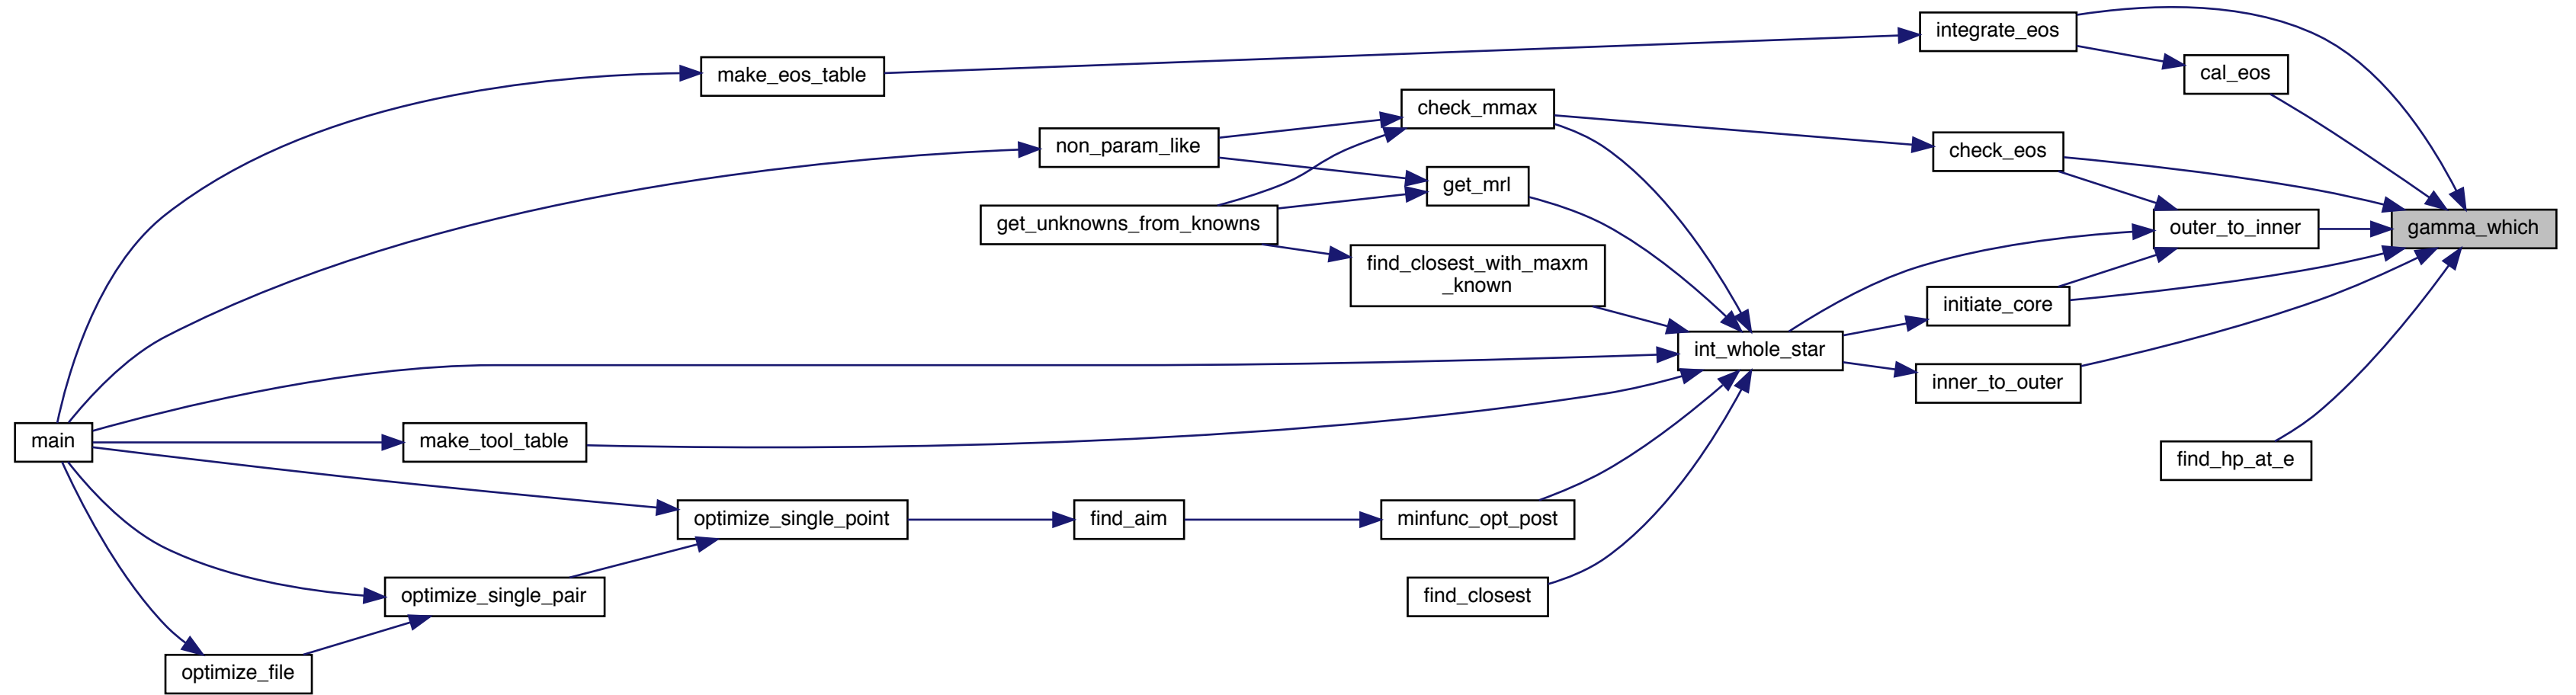 integrate_eos
make_eos_table
cal_eos
check_mmax
non_param_like
check_eos
get_mrl
get_unknowns_from_knowns
outer_to_inner
gamma_which
find_closest_with_maxm
_known
initiate_core
int_whole_star
inner_to_outer
main
make_tool_table
find_hp_at_e
optimize_single_point
find_aim
minfunc_opt_post
optimize_single_pair
find_closest
optimize_file